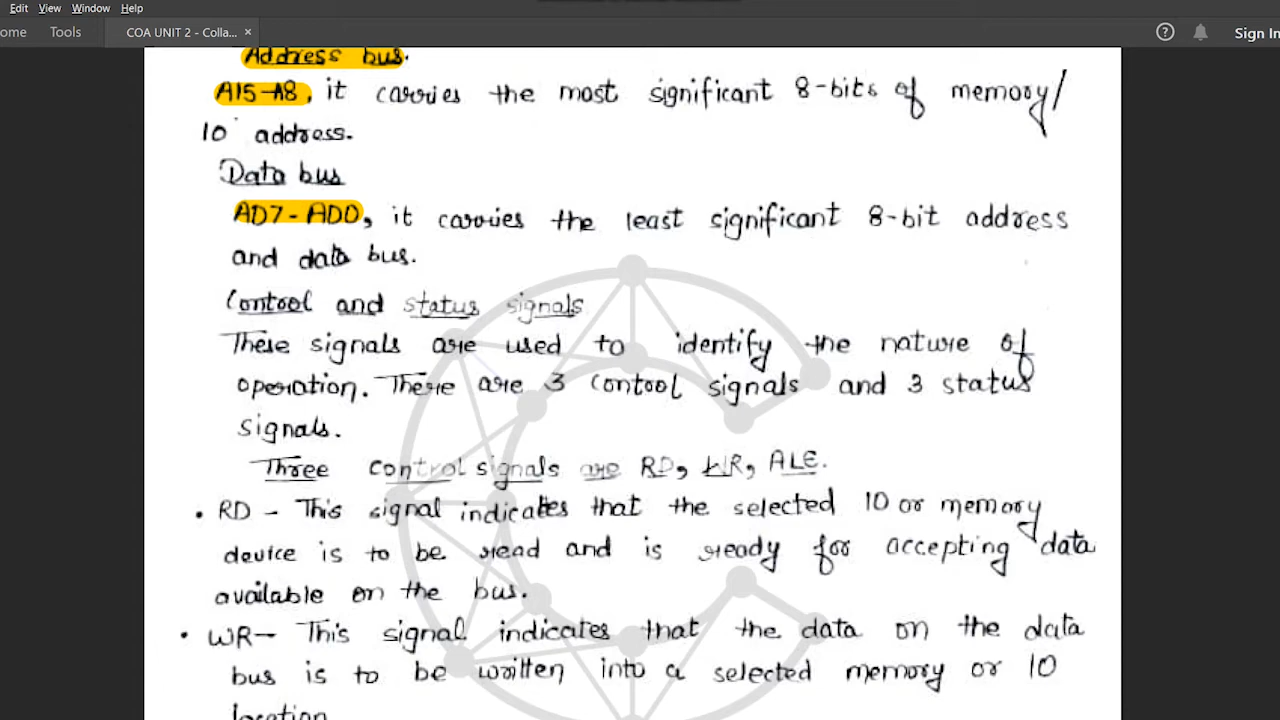 Edit View Window Help
ome Tools COA UNIT 2 - Colla... × Sign In
Address bus.
A15-A8, it carries the most significant 8-bits of memory/
IO address.
Data bus
AD7-AD0, it carries the least significant 8-bit address
and data bus.
Control and status signals
These signals are used to identify the nature of
operation. There are 3 control signals and 3 status
signals.
Three control signals are RD, WR, ALE.
• RD - This signal indicates that the selected IO or memory
device is to be read and is ready for accepting data
available on the bus.
• WR- This signal indicates that the data on the data
bus is to be written into a selected memory or IO
location